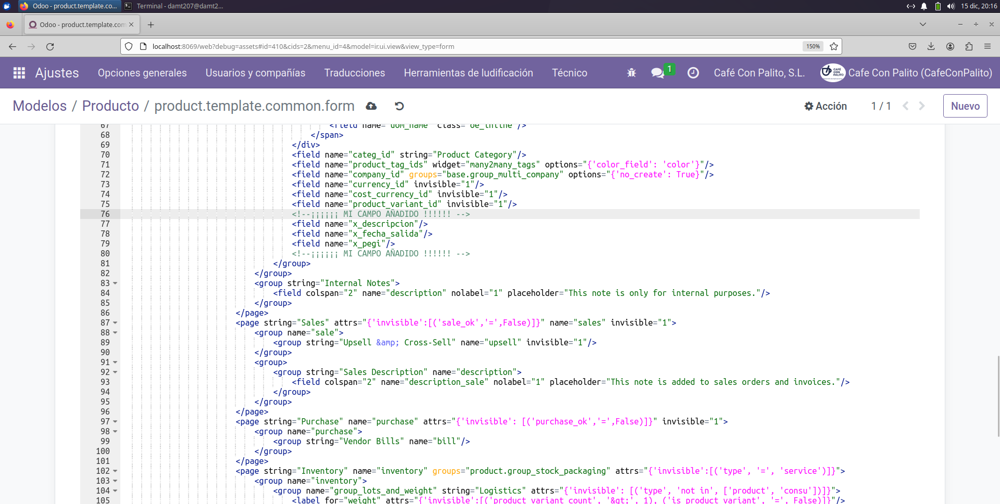 Odoo - product.template.co... Terminal - damt207@damt2... 15 dic, 20:16
Odoo - product.template.com
localhost:8069/web?debug=assets#id=410&cids=2&menu_id=4&model=ir.ui.view&view_type=form 150%
Ajustes Opciones generales Usuarios y compañías Traducciones Herramientas de ludificación Técnico 1 Café Con Palito, S.L. CAFÉ CON PALITO Cafe Con Palito (CafeConPalito)
Modelos / Producto / product.template.common.form Acción 1 / 1 Nuevo
67 <field name="uom_name" class="oe_inline"/>
68 </span>
69 </div>
70 <field name="categ_id" string="Product Category"/>
71 <field name="product_tag_ids" widget="many2many_tags" options="{'color_field': 'color'}"/>
72 <field name="company_id" groups="base.group_multi_company" options="{'no_create': True}"/>
73 <field name="currency_id" invisible="1"/>
74 <field name="cost_currency_id" invisible="1"/>
75 <field name="product_variant_id" invisible="1"/>
76 <!--¡¡¡¡¡¡ MI CAMPO AÑADIDO !!!!!! -->
77 <field name="x_descripcion"/>
78 <field name="x_fecha_salida"/>
79 <field name="x_pegi"/>
80 <!--¡¡¡¡¡¡ MI CAMPO AÑADIDO !!!!!! -->
81 </group>
82 </group>
83 <group string="Internal Notes">
84 <field colspan="2" name="description" nolabel="1" placeholder="This note is only for internal purposes."/>
85 </group>
86 </page>
87 <page string="Sales" attrs="{'invisible':[('sale_ok','=',False)]}" name="sales" invisible="1">
88 <group name="sale">
89 <group string="Upsell &amp; Cross-Sell" name="upsell" invisible="1"/>
90 </group>
91 <group>
92 <group string="Sales Description" name="description">
93 <field colspan="2" name="description_sale" nolabel="1" placeholder="This note is added to sales orders and invoices."/>
94 </group>
95 </group>
96 </page>
97 <page string="Purchase" name="purchase" attrs="{'invisible': [('purchase_ok','=',False)]}" invisible="1">
98 <group name="purchase">
99 <group string="Vendor Bills" name="bill"/>
100 </group>
101 </page>
102 <page string="Inventory" name="inventory" groups="product.group_stock_packaging" attrs="{'invisible':[('type', '=', 'service')]}">
103 <group name="inventory">
104 <group name="group_lots_and_weight" string="Logistics" attrs="{'invisible': [('type', 'not in', ['product', 'consu'])]}">
105 <label for="weight" attrs="{'invisible':[('product_variant_count', '&gt;', 1), ('is_product_variant', '=', False)]}"/>